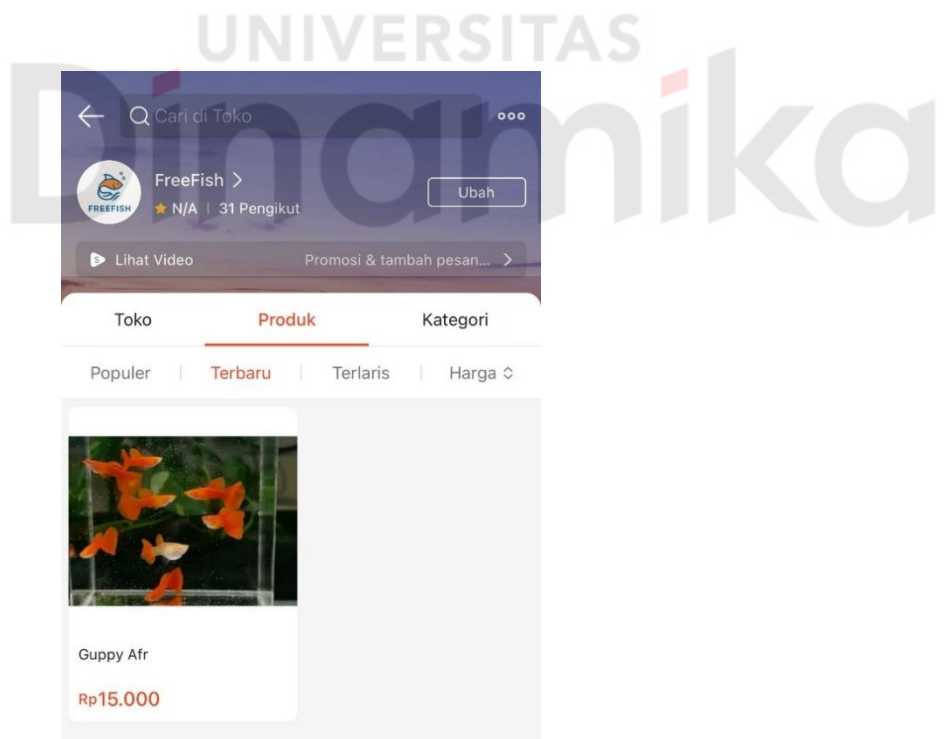 UNIVERSITAS
Dinamika
Cari di Toko
FREEFISH
FreeFish
N/A | 31 Pengikut
Ubah
Lihat Video
Promosi & tambah pesan...
Toko
Produk
Kategori
Populer
Terbaru
Terlaris
Harga
Guppy Afr
Rp15.000